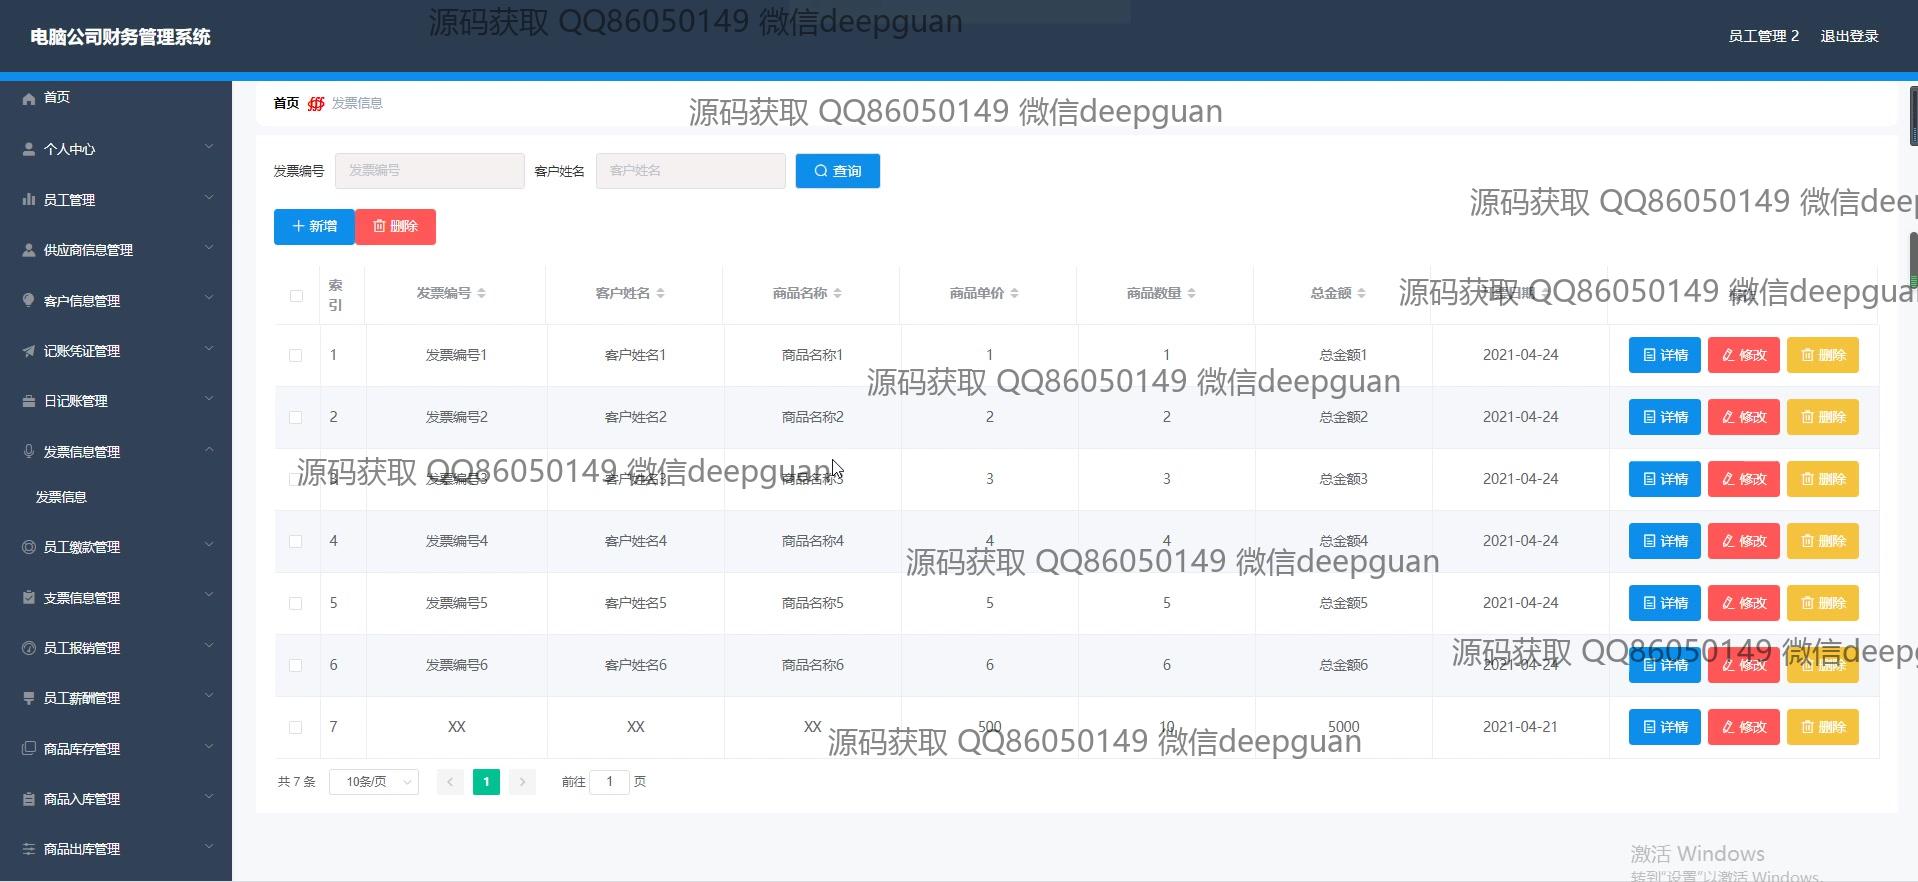 电脑公司财务管理系统
源码获取 QQ86050149 微信deepguan
员工管理 2 退出登录
首页
个人中心
员工管理
供应商信息管理
客户信息管理
记账凭证管理
日记账管理
发票信息管理
发票信息
员工缴款管理
支票信息管理
员工报销管理
员工薪酬管理
商品库存管理
商品入库管理
商品出库管理
首页 发票信息
源码获取 QQ86050149 微信deepguan
发票编号 发票编号 客户姓名 客户姓名 查询
源码获取 QQ86050149 微信deep
新增 删除
索引 发票编号 客户姓名 商品名称 商品单价 商品数量 总金额 日期
源码获取 QQ86050149 微信deepgua
1 发票编号1 客户姓名1 商品名称1 1 1 总金额1 2021-04-24 详情 修改 删除
源码获取 QQ86050149 微信deepguan
2 发票编号2 客户姓名2 商品名称2 2 2 总金额2 2021-04-24 详情 修改 删除
源码获取 QQ86050149 微信deepguan
3 发票编号3 客户姓名3 商品名称3 3 3 总金额3 2021-04-24 详情 修改 删除
4 发票编号4 客户姓名4 商品名称4 4 4 总金额4 2021-04-24 详情 修改 删除
源码获取 QQ86050149 微信deepguan
5 发票编号5 客户姓名5 商品名称5 5 5 总金额5 2021-04-24 详情 修改 删除
源码获取 QQ86050149 微信deepg
6 发票编号6 客户姓名6 商品名称6 6 6 总金额6 2021-04-24 详情 修改 删除
7 XX XX XX 500 10 5000 2021-04-21 详情 修改 删除
源码获取 QQ86050149 微信deepguan
共 7 条 10条/页 1 前往 1 页
激活 Windows
转到"设置"以激活 Windows。